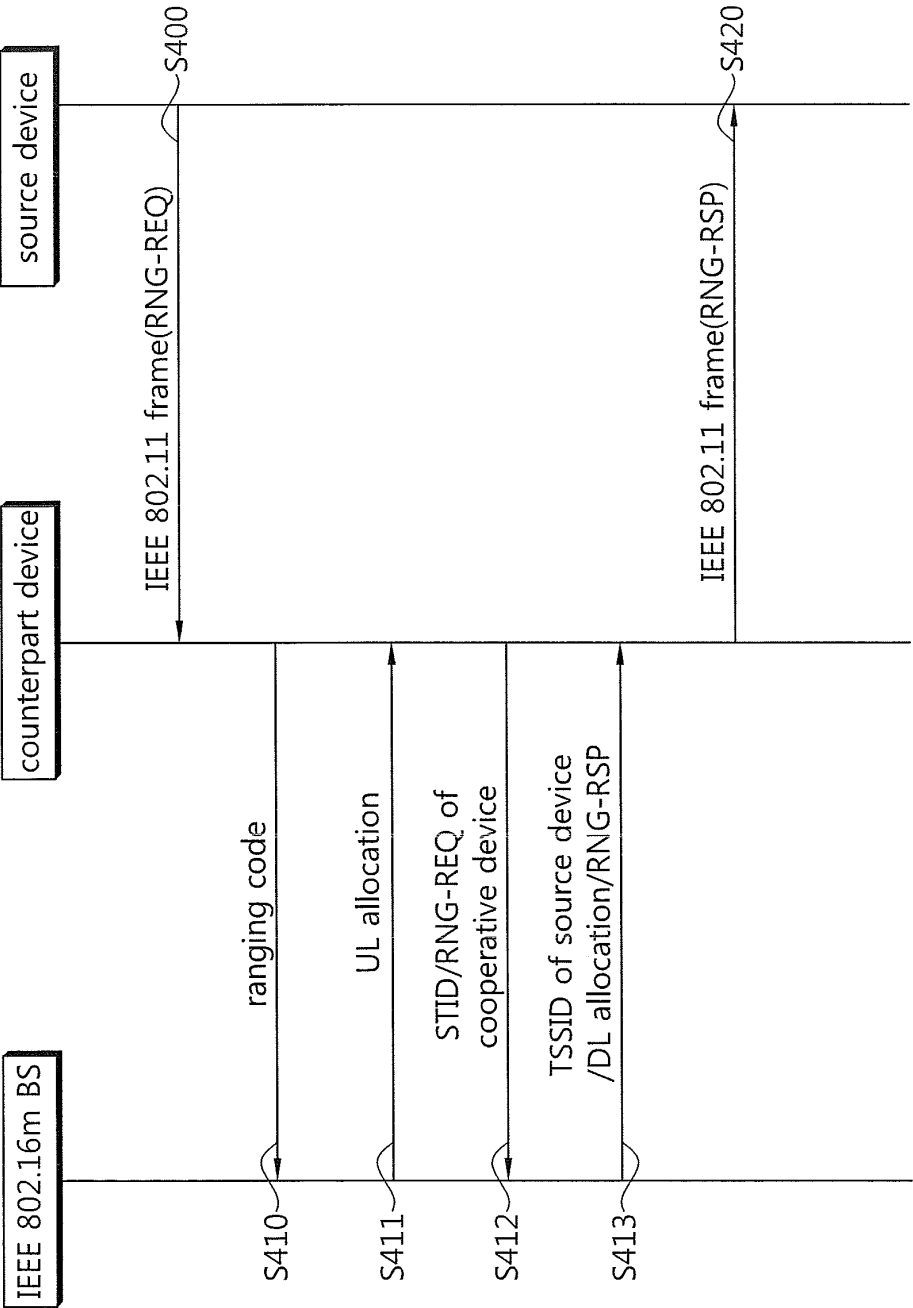 IEEE 802.16m BS
counterpart device
source device
IEEE 802.11 frame(RNG-REQ)
S400
ranging code
S410
UL allocation
S411
STID/RNG-REQ of
cooperative device
S412
TSSID of source device
/DL allocation/RNG-RSP
S413
IEEE 802.11 frame(RNG-RSP)
S420